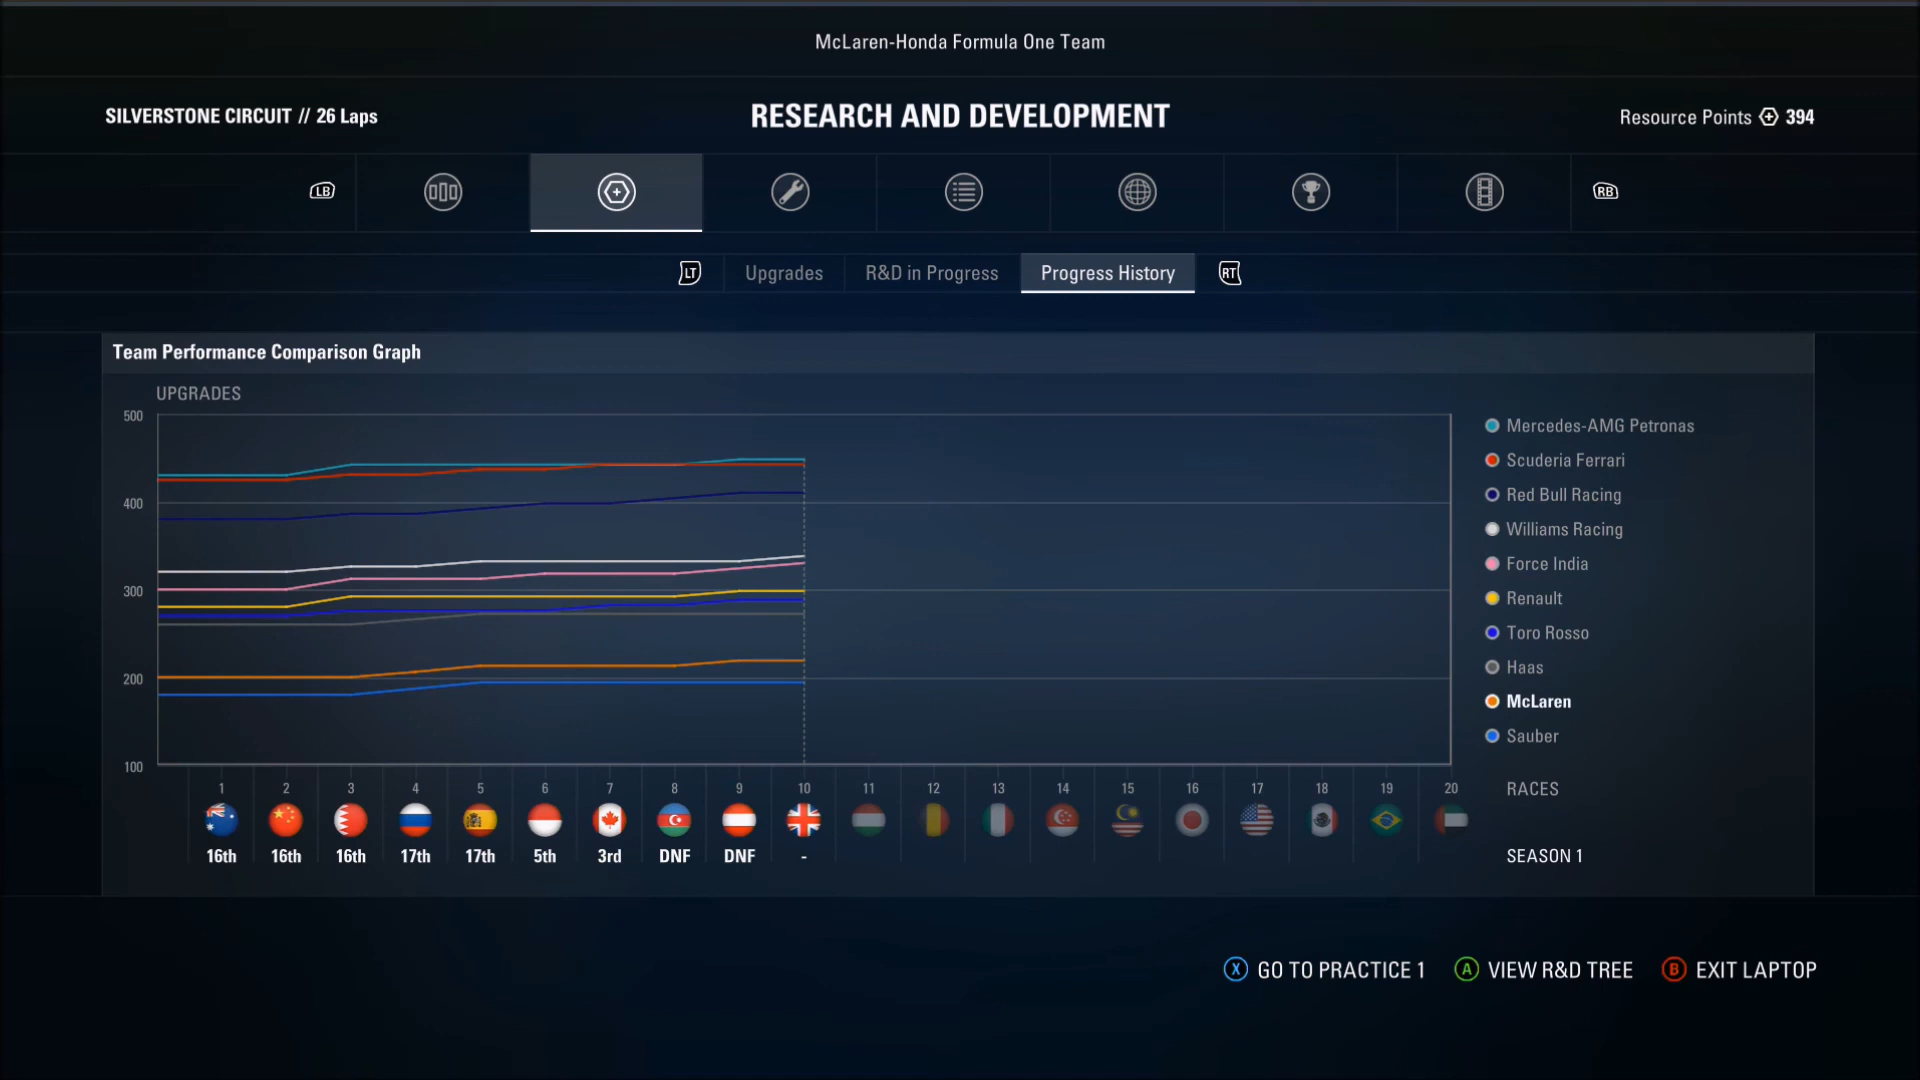 McLaren-Honda Formula One Team
SILVERSTONE CIRCUIT // 26 Laps
RESEARCH AND DEVELOPMENT
Resource Points 394
LB
RB
LT Upgrades R&D in Progress Progress History RT
Team Performance Comparison Graph
UPGRADES
500
400
300
200
100
Mercedes-AMG Petronas
Scuderia Ferrari
Red Bull Racing
Williams Racing
Force India
Renault
Toro Rosso
Haas
McLaren
Sauber
1 2 3 4 5 6 7 8 9 10 11 12 13 14 15 16 17 18 19 20 RACES
16th 16th 16th 17th 17th 5th 3rd DNF DNF - SEASON 1
X GO TO PRACTICE 1 A VIEW R&D TREE B EXIT LAPTOP